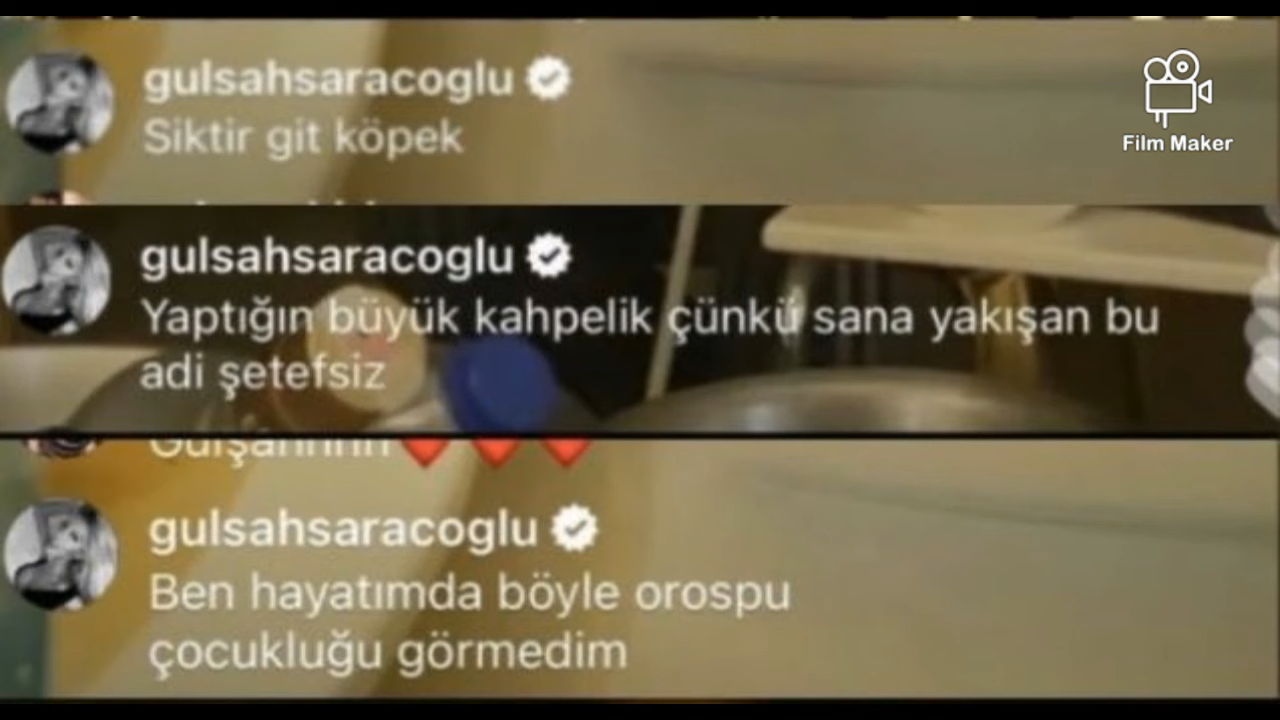 gulsahsaracoglu
Siktir git köpek
Film Maker
gulsahsaracoglu
Yaptığın büyük kahpelik çünkü sana yakışan bu
adi şetefsiz
gulsahsaracoglu
Ben hayatımda böyle orospu
çocukluğu görmedim